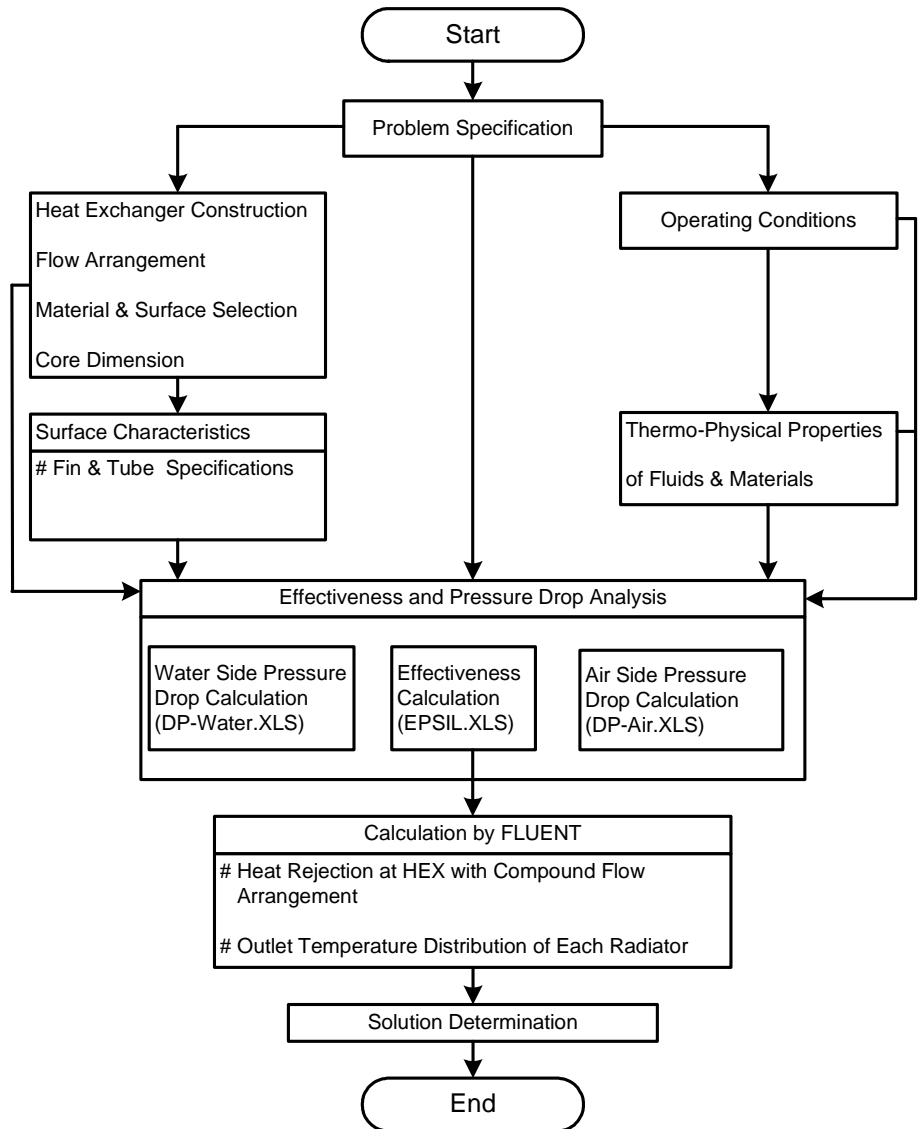 Start
Problem Specification
Heat Exchanger Construction
Flow Arrangement
Material & Surface Selection
Core Dimension
Operating Conditions
Surface Characteristics
# Fin & Tube Specifications
Thermo-Physical Properties
of Fluids & Materials
Effectiveness and Pressure Drop Analysis
Water Side Pressure
Drop Calculation
(DP-Water.XLS)
Effectiveness
Calculation
(EPSIL.XLS)
Air Side Pressure
Drop Calculation
(DP-Air.XLS)
Calculation by FLUENT
# Heat Rejection at HEX with Compound Flow
Arrangement
# Outlet Temperature Distribution of Each Radiator
Solution Determination
End